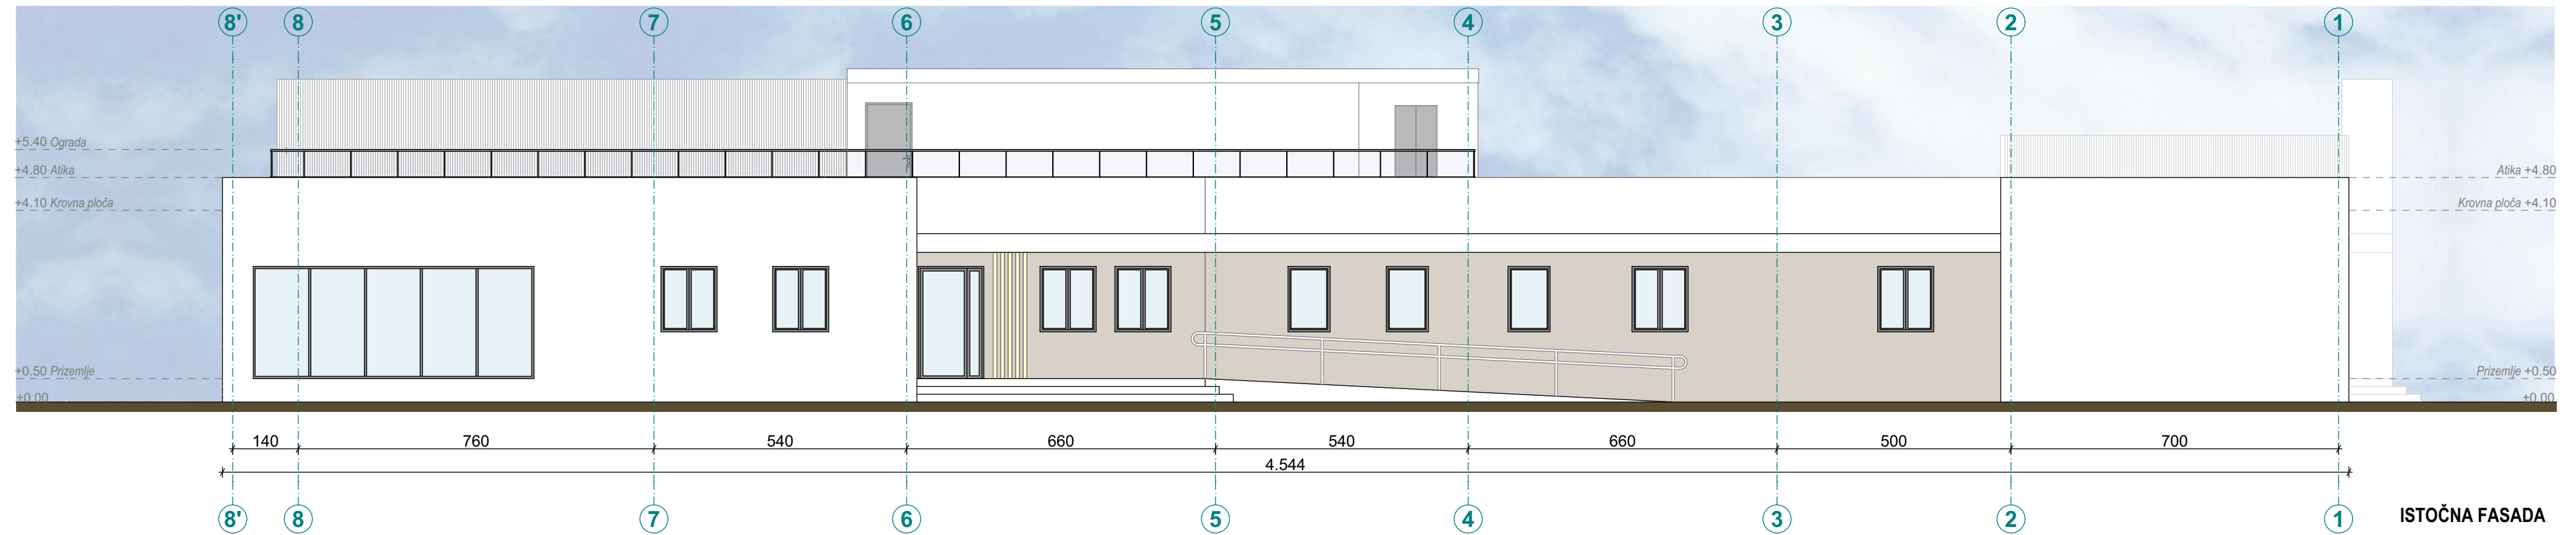 8' 8 7 6 5 4 3 2 1
+5.40 Ograda
+4.80 Atika
Atika +4.80
+4.10 Krovna ploča
Krovna ploča +4.10
+0.50 Prizemlje
Prizemlje +0.50
+0.00
+0.00
140 760 540 660 540 660 500 700
4.544
8' 8 7 6 5 4 3 2 1
ISTOČNA FASADA